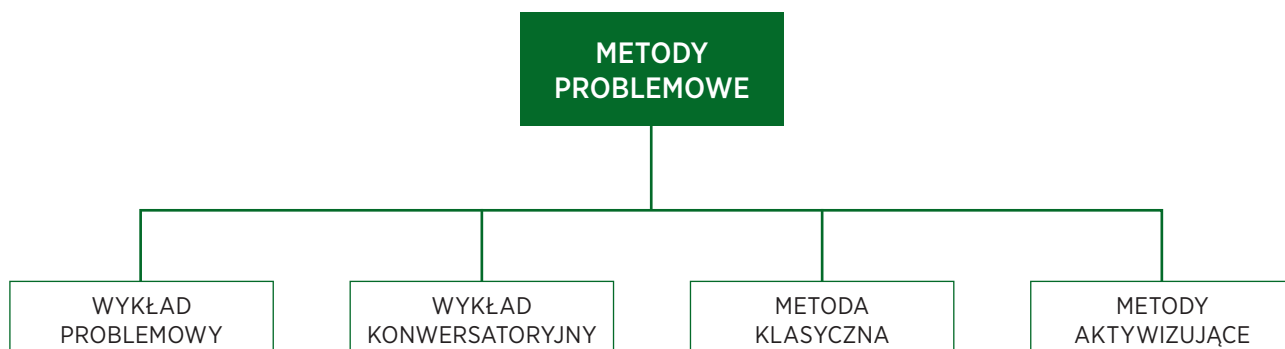 METODY
PROBLEMOWE
WYKŁAD
PROBLEMOWY
WYKŁAD
KONWERSATORYJNY
METODA
KLASYCZNA
METODY
AKTYWIZUJĄCE